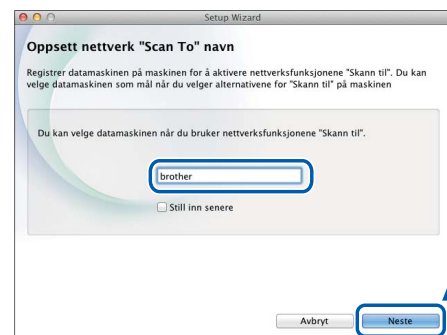 Setup Wizard
Oppsett nettverk "Scan To" navn
Registrer datamaskinen på maskinen for å aktivere nettverksfunksjonene "Skann til". Du kan
velge datamaskinen som mål når du velger alternativene for "Skann til" på maskinen
Du kan velge datamaskinen når du bruker nettverksfunksjonene "Skann til".
brother
Still inn senere
Avbryt
Neste